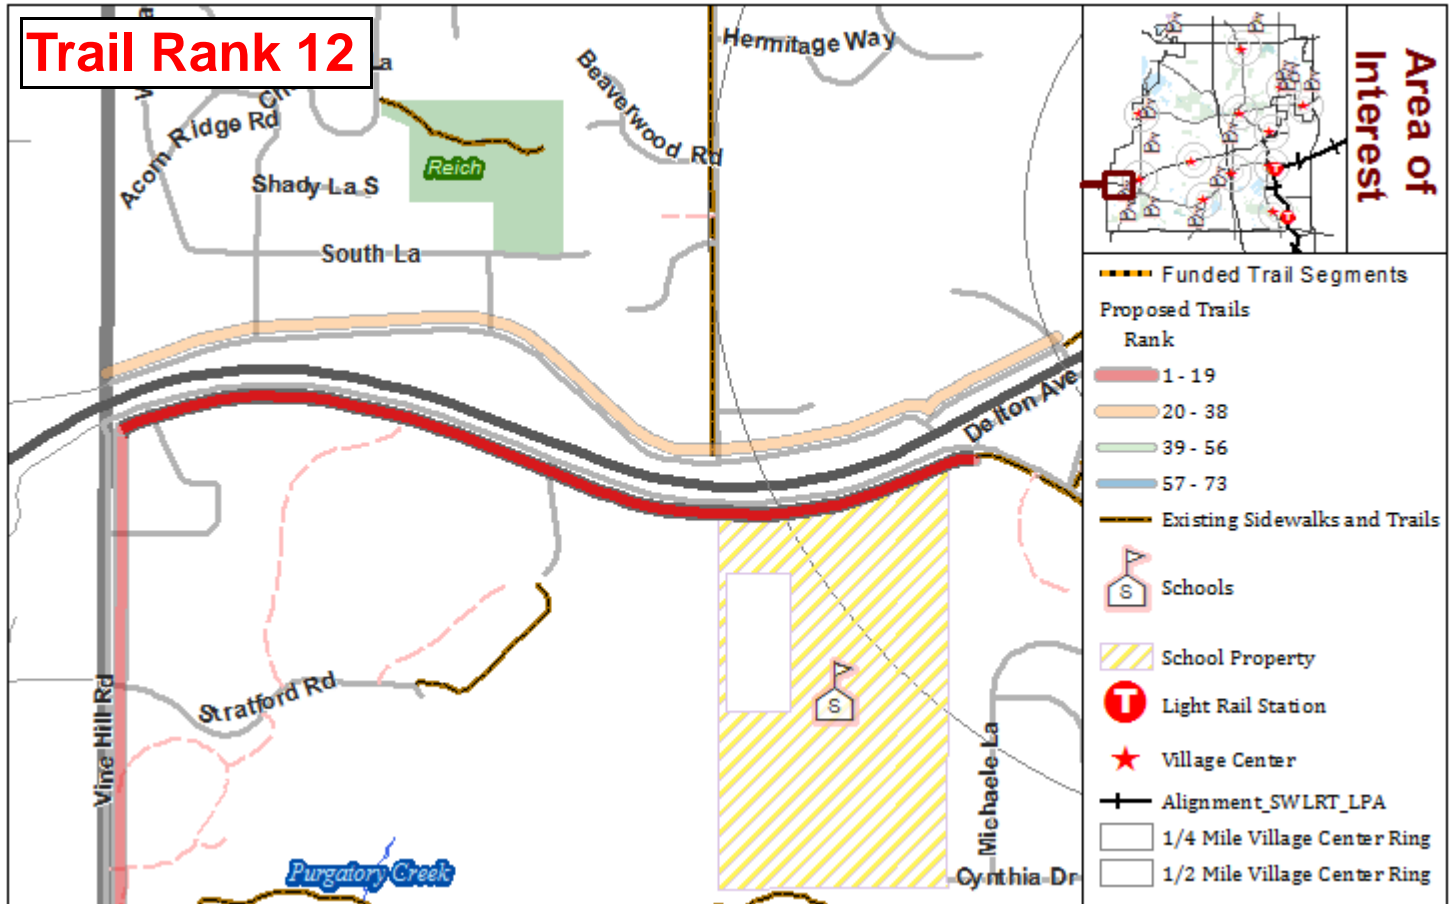 Trail Rank 12
La
Hermitage Way
Beaverwood Rd
Acorn Ridge Rd
Reich
Shady La S
South La
Delton Ave
Stratford Rd
Vine Hill Rd
S
Michaele La
Purgatory Creek
Cynthia Dr
Area of
Interest
T
T
Funded Trail Segments
Proposed Trails
Rank
1 - 19
20 - 38
39 - 56
57 - 73
Existing Sidewalks and Trails
S
Schools
School Property
T
Light Rail Station
Village Center
Alignment_SWLRT_LPA
1/4 Mile Village Center Ring
1/2 Mile Village Center Ring